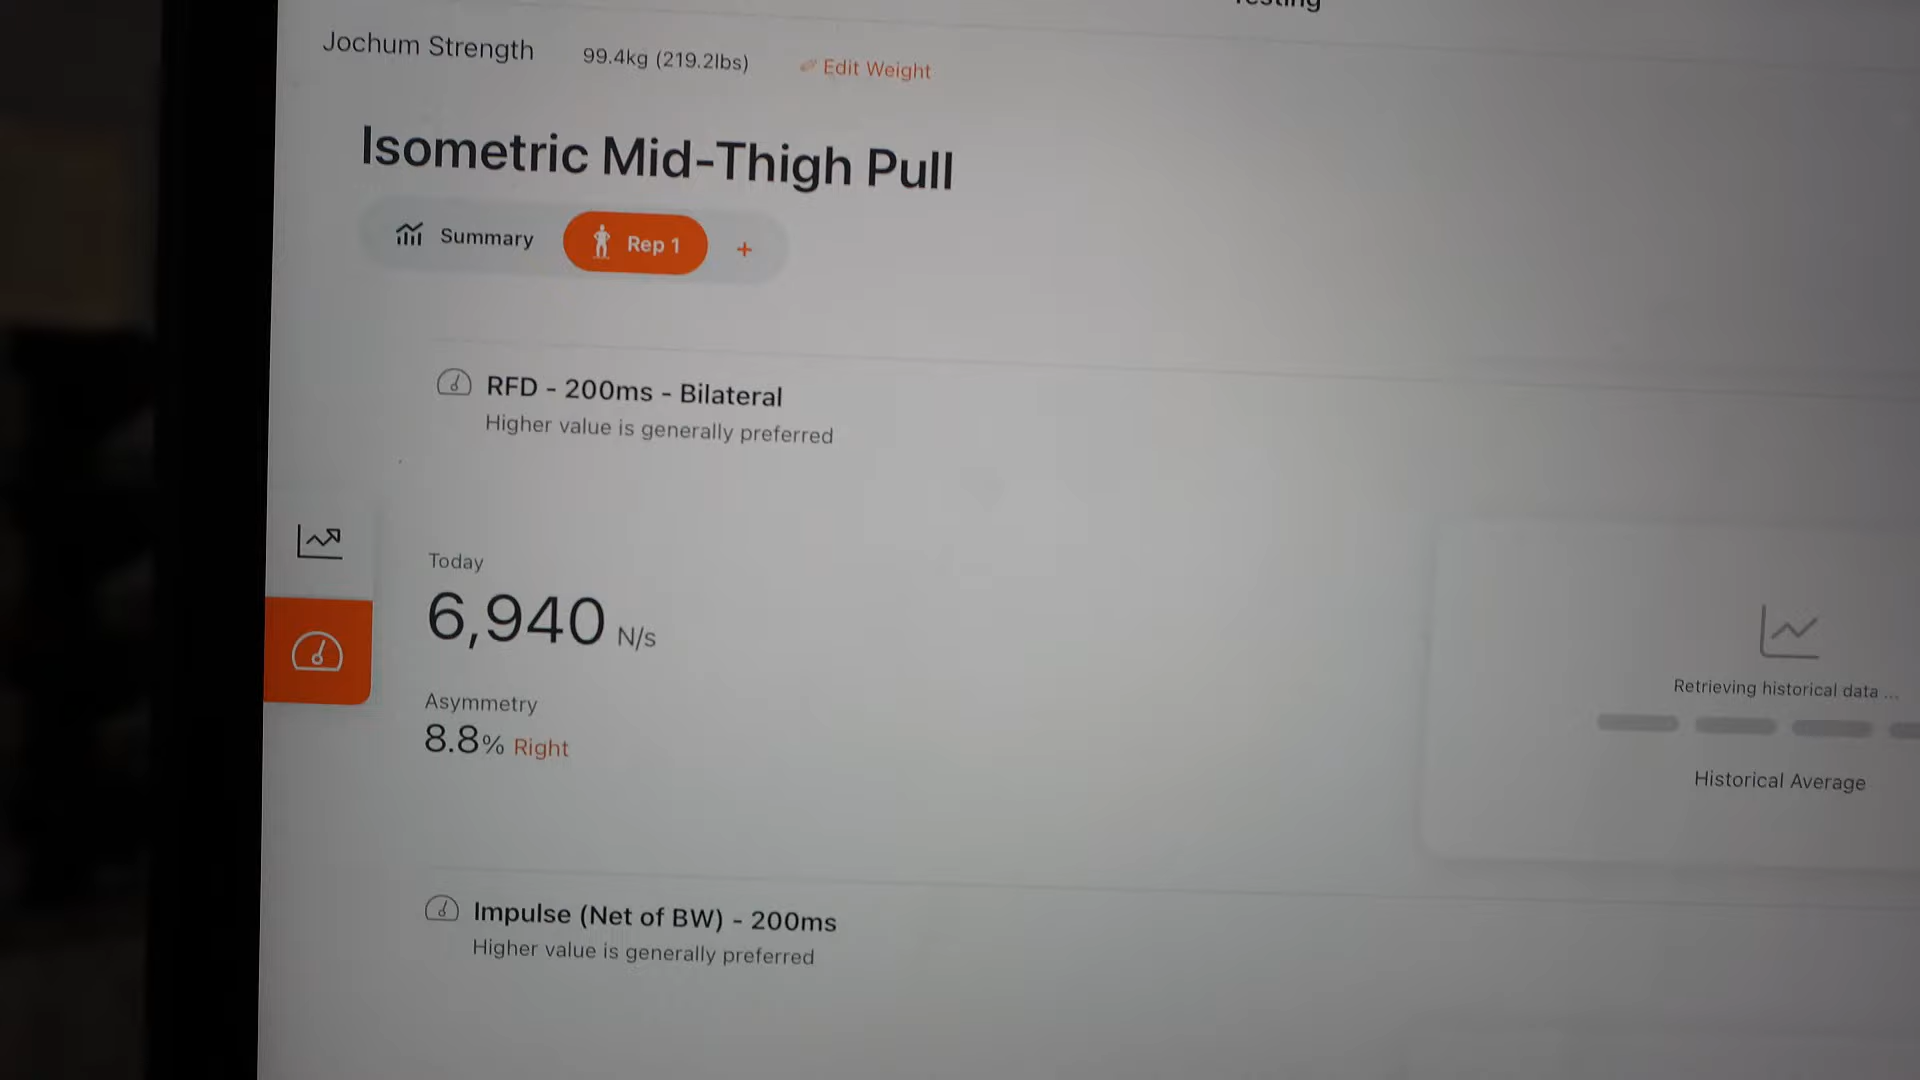 Testing
Jochum Strength 99.4kg (219.2lbs) Edit Weight
Isometric Mid-Thigh Pull
Summary Rep 1 +
RFD - 200ms - Bilateral
Higher value is generally preferred
Today
6,940 N/s
Asymmetry
8.8% Right
Retrieving historical data ...
Historical Average
Impulse (Net of BW) - 200ms
Higher value is generally preferred